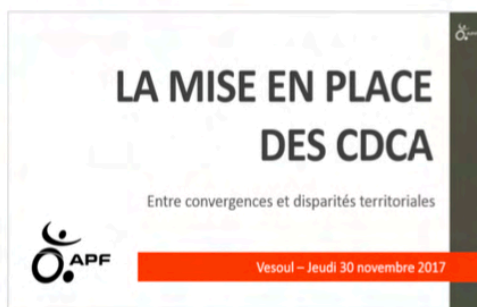 LA MISE EN PLACE
DES CDCA
Entre convergences et disparités territoriales
APF
Vesoul – Jeudi 30 novembre 2017